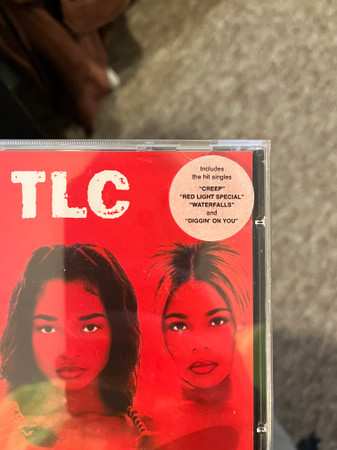 TLC
Includes
the hit singles
"CREEP"
"RED LIGHT SPECIAL"
"WATERFALLS"
and
"DIGGIN' ON YOU"